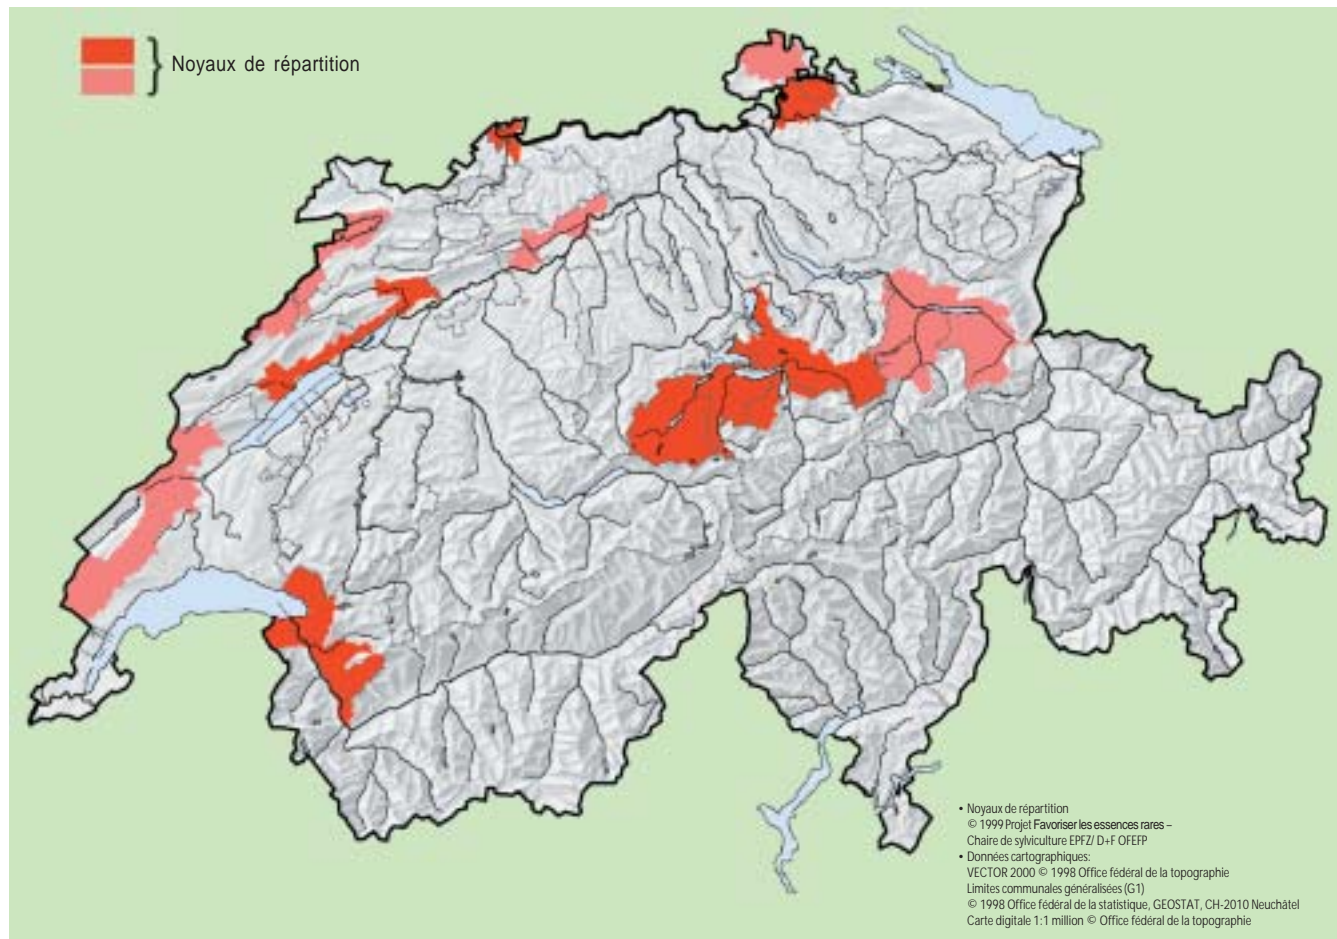 Noyaux de répartition
• Noyaux de répartition
© 1999 Projet Favoriser les essences rares –
Chaire de sylviculture EPFZ/ D+F OFEFP
• Données cartographiques:
VECTOR 2000 © 1998 Office fédéral de la topographie
Limites communales généralisées (G1)
© 1998 Office fédéral de la statistique, GEOSTAT, CH-2010 Neuchâtel
Carte digitale 1:1 million © Office fédéral de la topographie